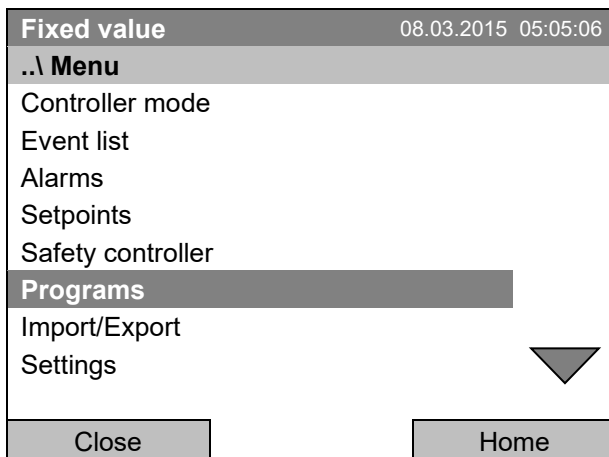 Fixed value 08.03.2015 05:05:06
..\ Menu
Controller mode
Event list
Alarms
Setpoints
Safety controller
Programs
Import/Export
Settings
Close Home